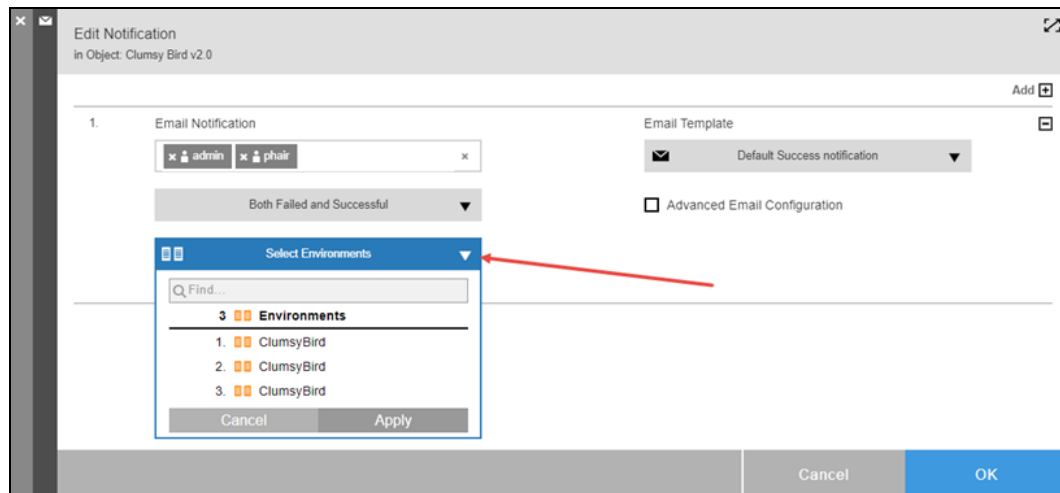 Edit Notification
in Object: Clumsy Bird v2.0
Add
1. Email Notification Email Template
admin phair
Default Success notification
Both Failed and Successful
Advanced Email Configuration
Select Environments
Find...
3 Environments
1. ClumsyBird
2. ClumsyBird
3. ClumsyBird
Cancel Apply
Cancel OK